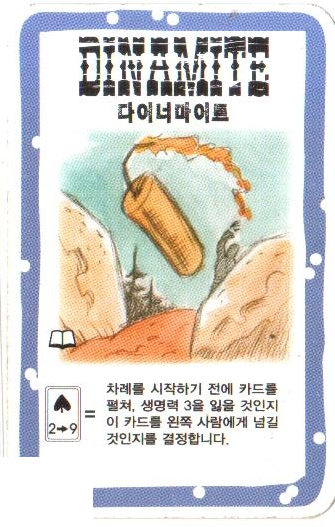 DINAMITE
다이너마이트
♠
2→9
=
차례를 시작하기 전에 카드를
펼쳐, 생명력 3을 잃을 것인지
이 카드를 왼쪽 사람에게 넘길
것인지를 결정합니다.